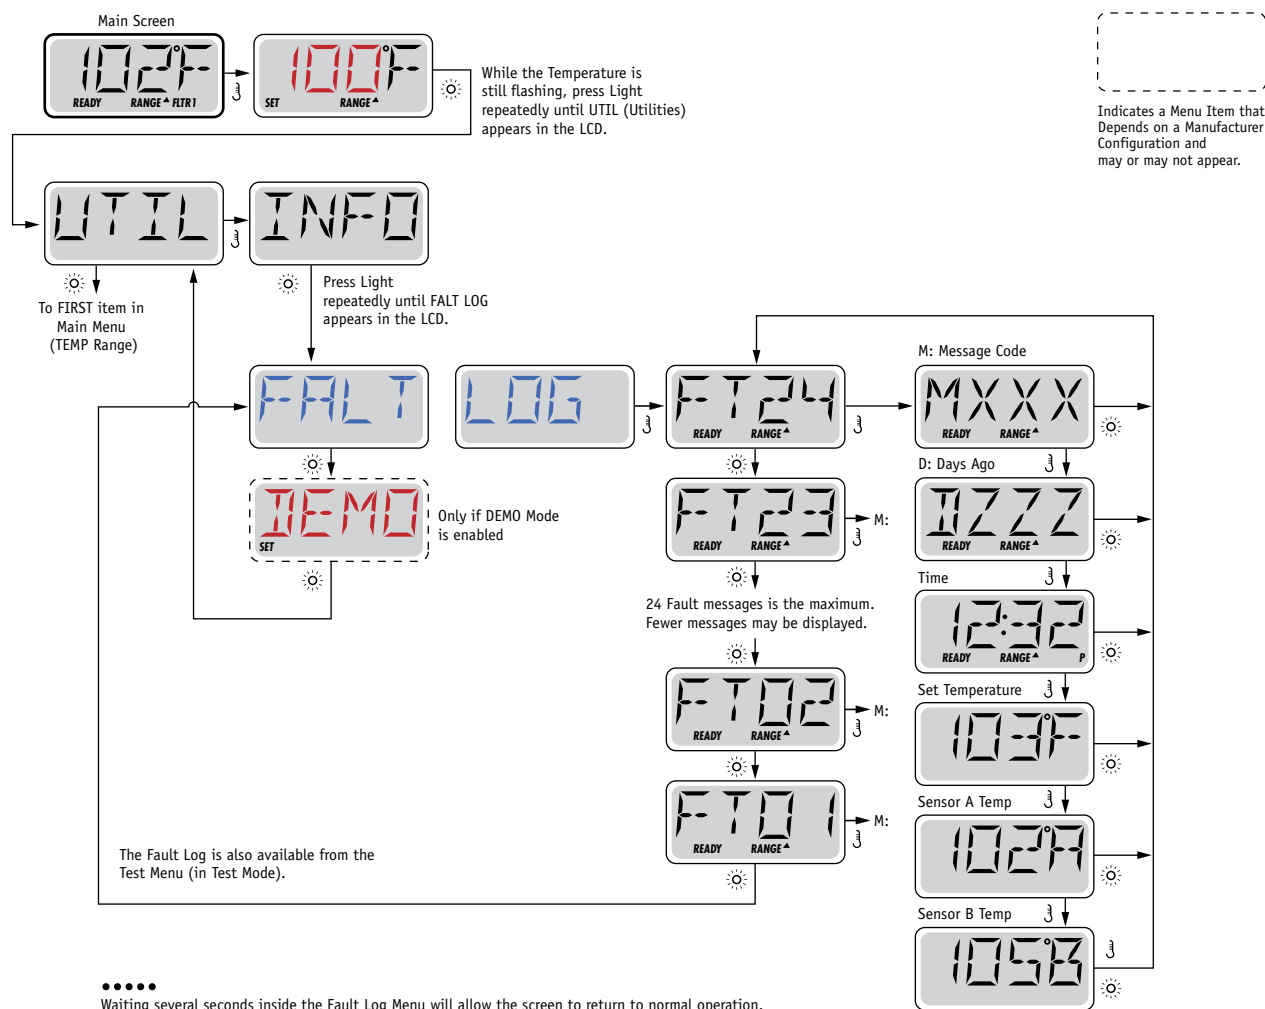 Main Screen
102°F
READY RANGE FLTR1
100°F
SET RANGE
While the Temperature is
still flashing, press Light
repeatedly until UTIL (Utilities)
appears in the LCD.
Indicates a Menu Item that
Depends on a Manufacturer
Configuration and
may or may not appear.
UTIL
INFO
To FIRST item in
Main Menu
(TEMP Range)
Press Light
repeatedly until FALT LOG
appears in the LCD.
FALT
LOG
FT24
READY RANGE
M: Message Code
MXXX
READY RANGE
DEMO
SET
Only if DEMO Mode
is enabled
FT23
READY RANGE
M:
D: Days Ago
DZZZ
READY RANGE
24 Fault messages is the maximum.
Fewer messages may be displayed.
Time
12:32
READY RANGE P
FT02
READY RANGE
M:
Set Temperature
103°F
FT01
READY RANGE
M:
Sensor A Temp
102°A
The Fault Log is also available from the
Test Menu (in Test Mode).
Sensor B Temp
105°B
Waiting several seconds inside the Fault Log Menu will allow the screen to return to normal operation.